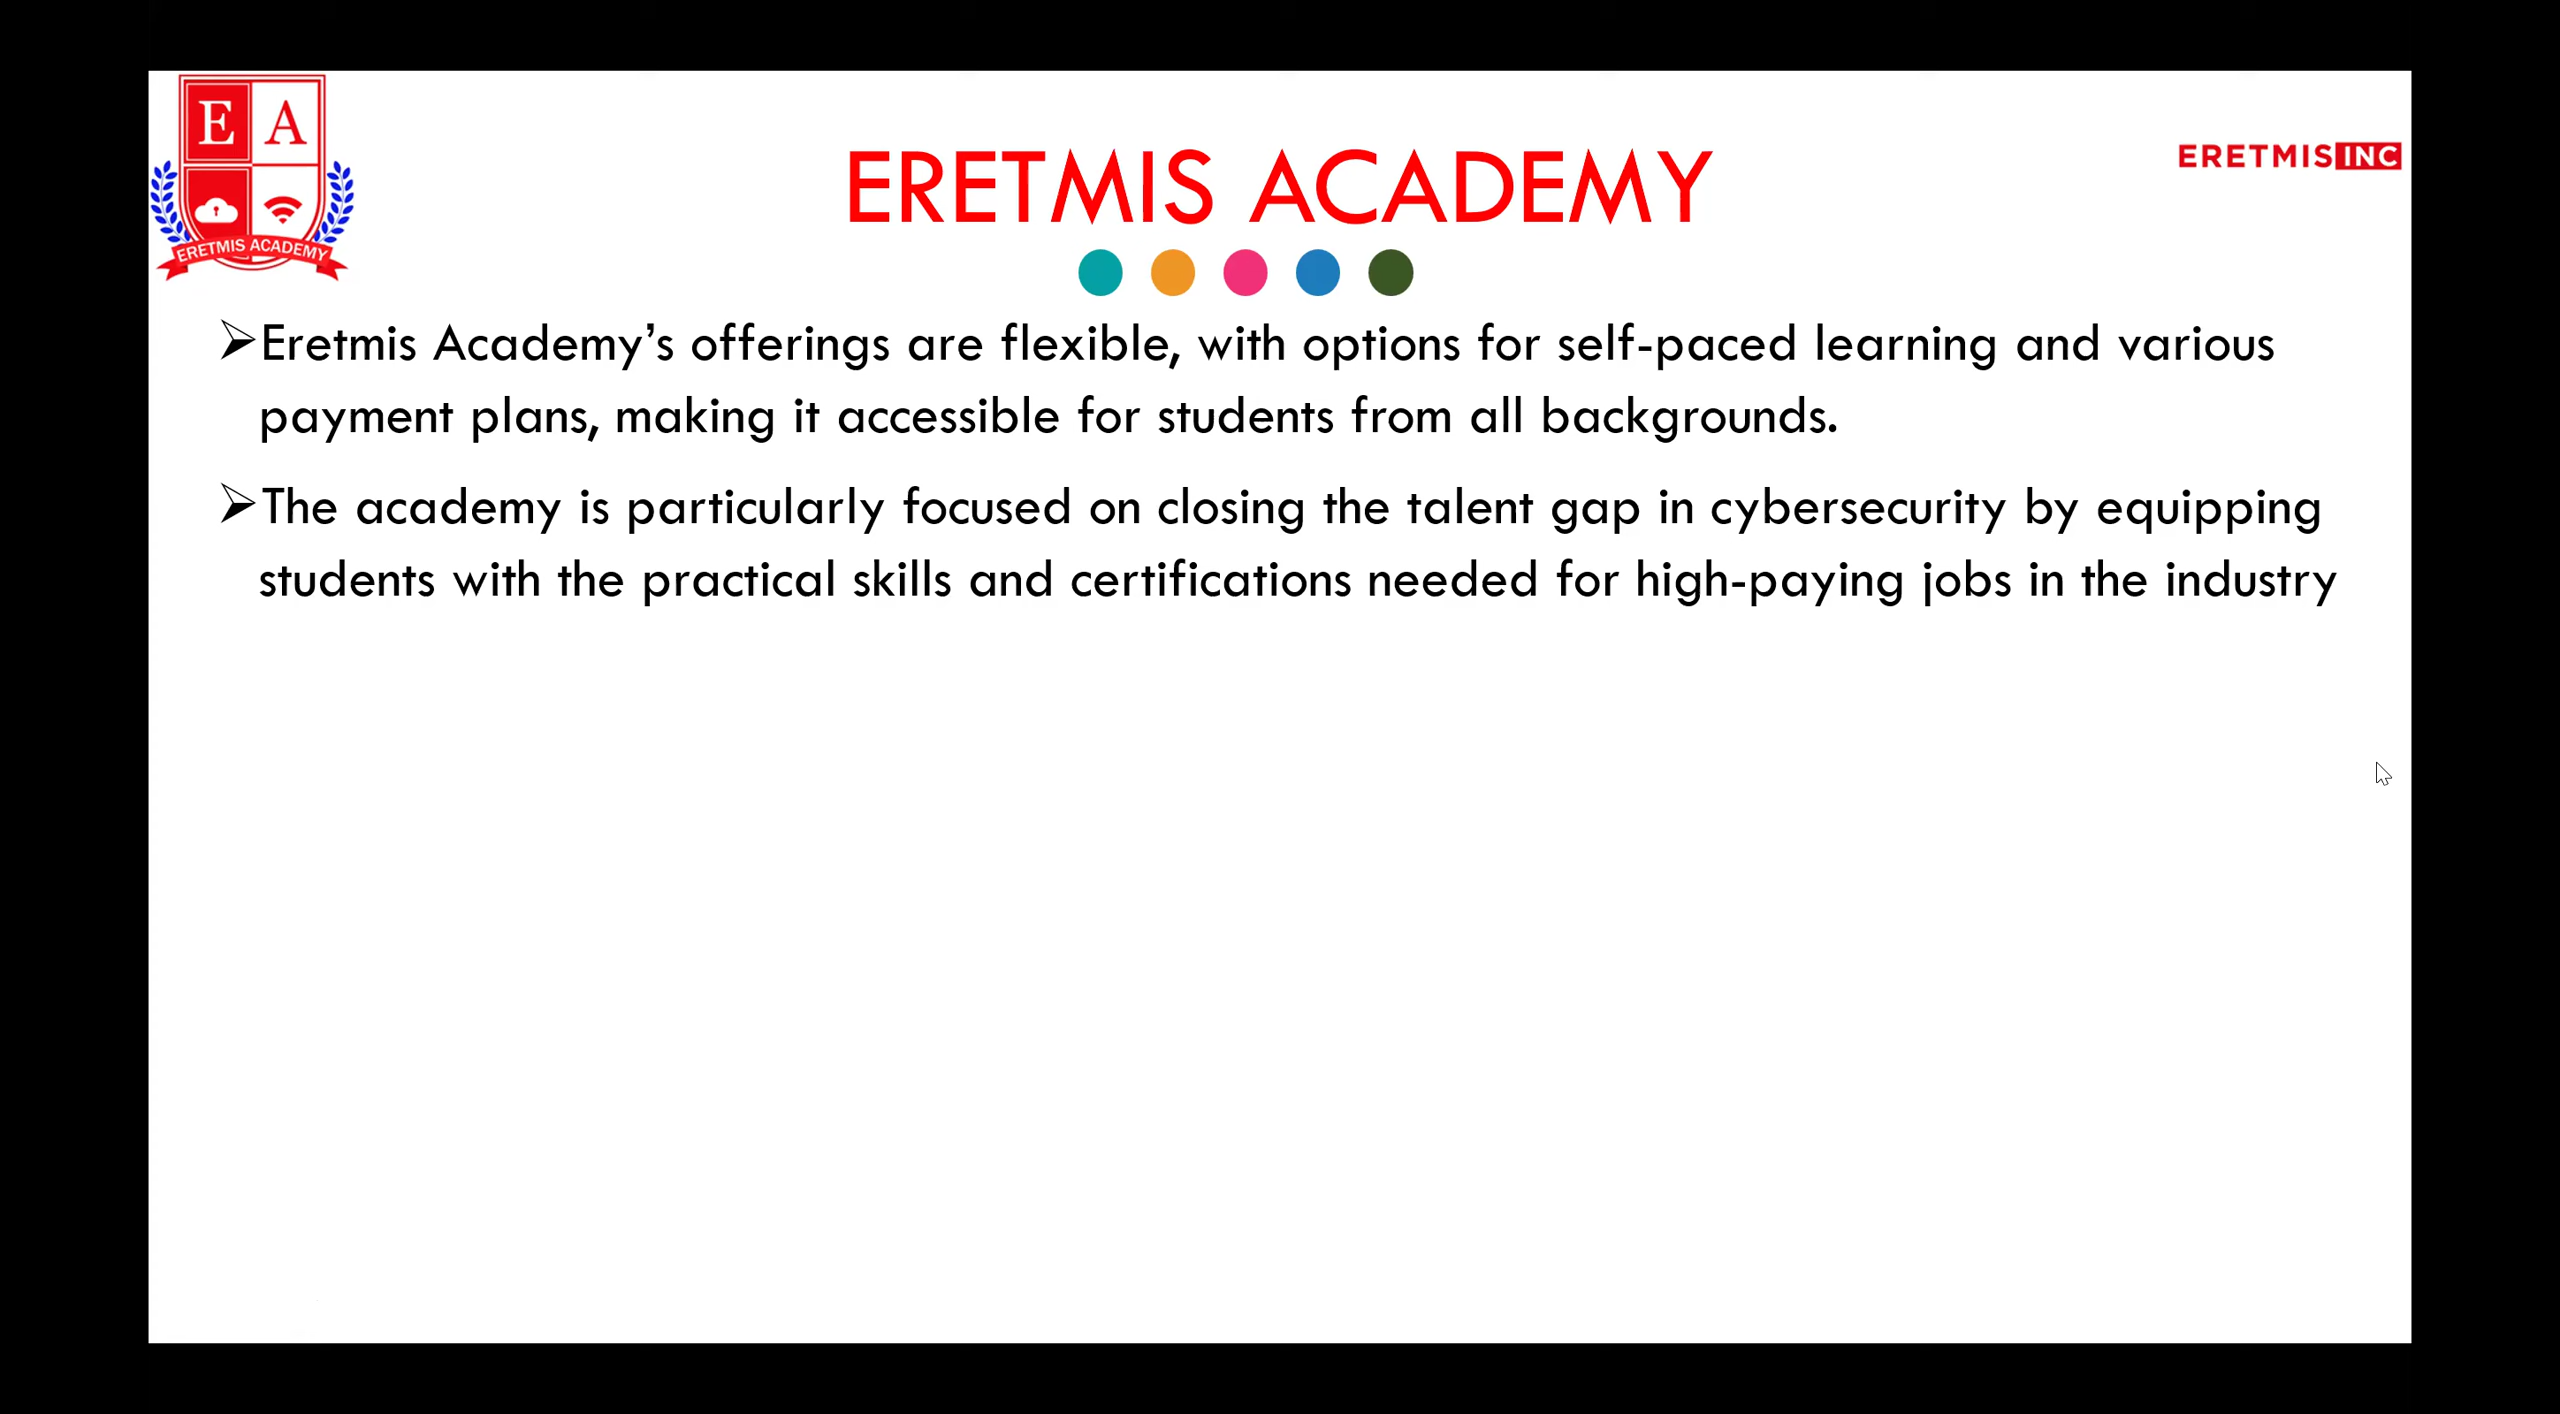 E A
ERETMIS ACADEMY
ERETMIS ACADEMY
ERETMIS INC
➢Eretmis Academy’s offerings are flexible, with options for self-paced learning and various
payment plans, making it accessible for students from all backgrounds.
➢The academy is particularly focused on closing the talent gap in cybersecurity by equipping
students with the practical skills and certifications needed for high-paying jobs in the industry